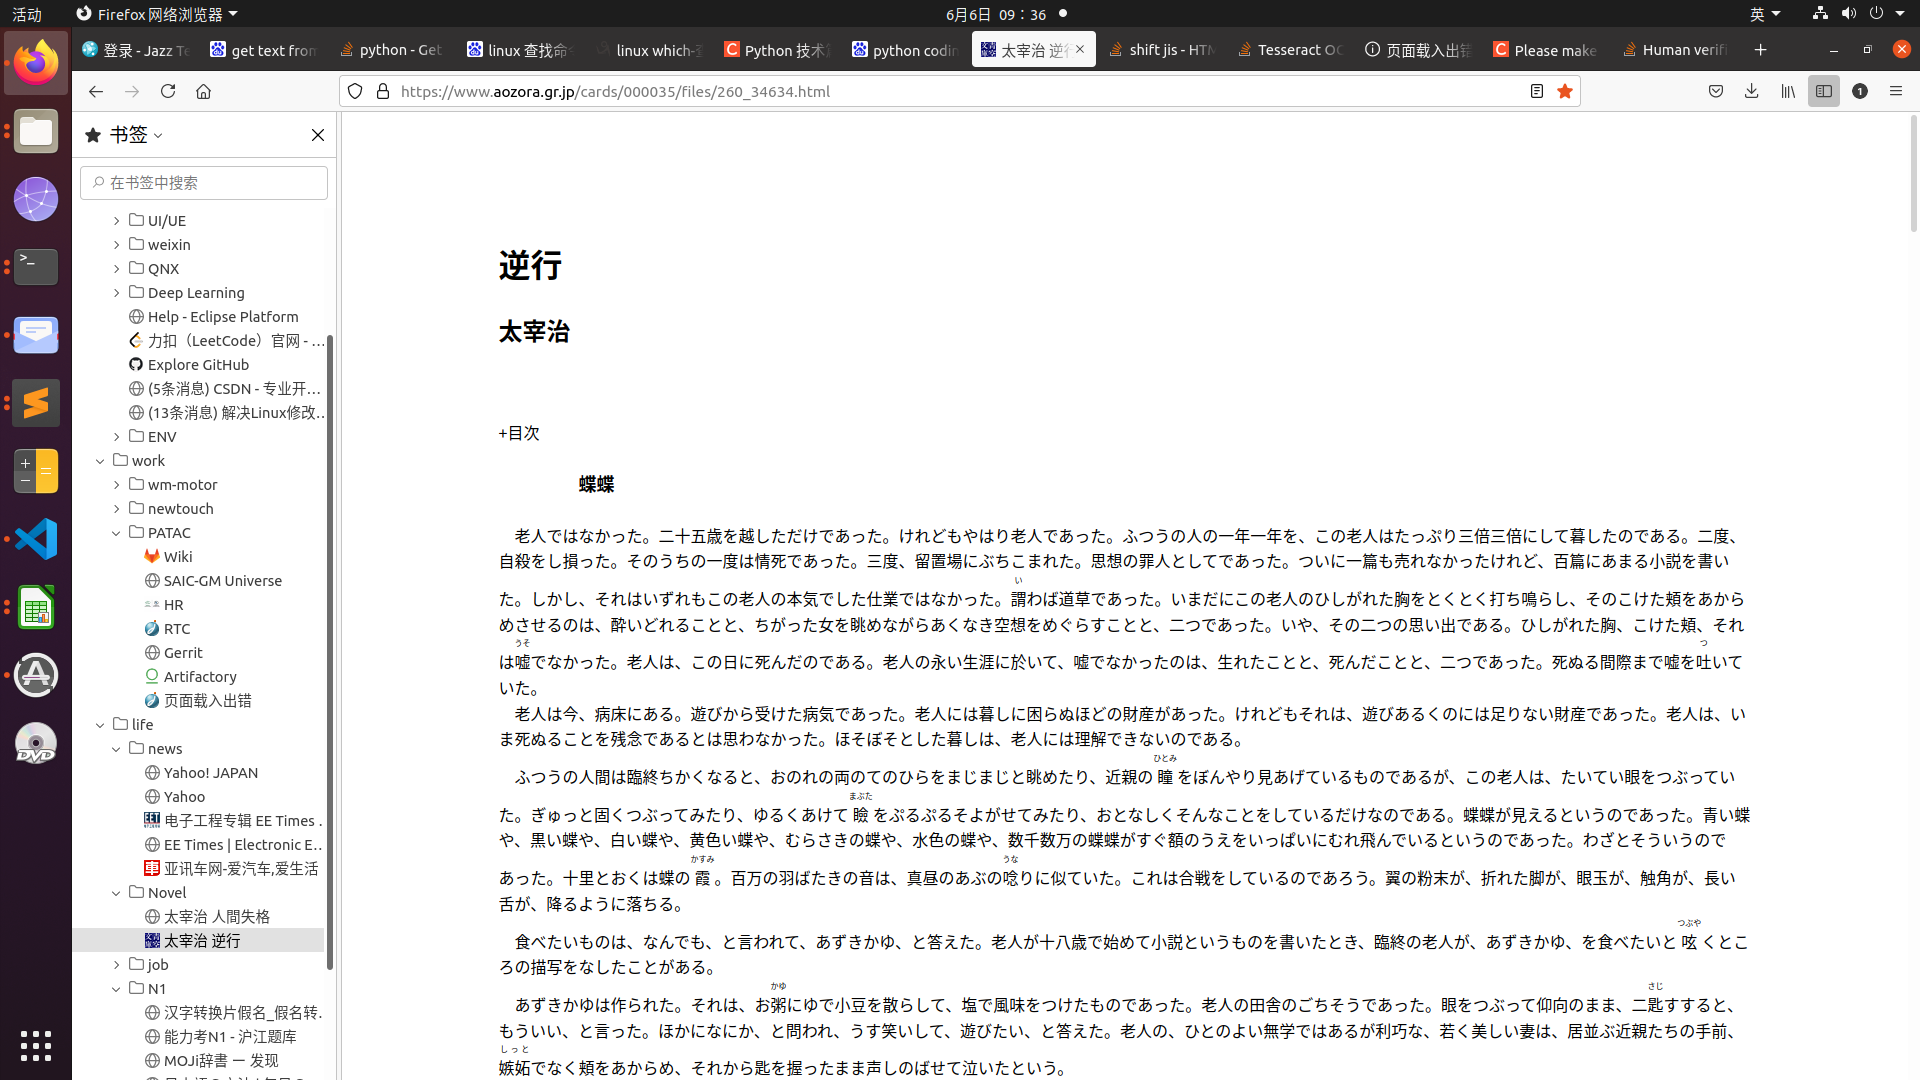 活动
Firefox 网络浏览器
6月6日 09：36
英
登录 - Jazz Te
get text from
python - Get
linux 查找命令
linux which-
Python 技术
python codin
太宰治 逆行
shift jis - HTM
Tesseract OC
页面载入出错
Please make
Human verifi
https://www.aozora.gr.jp/cards/000035/files/260_34634.html
1
书签
在书签中搜索
UI/UE
weixin
QNX
Deep Learning
Help - Eclipse Platform
力扣（LeetCode）官网 - …
Explore GitHub
(5条消息) CSDN - 专业开…
(13条消息) 解决Linux修改…
ENV
work
wm-motor
newtouch
PATAC
Wiki
SAIC-GM Universe
HR
RTC
Gerrit
Artifactory
页面载入出错
life
news
Yahoo! JAPAN
Yahoo
电子工程专辑 EE Times .
EE Times | Electronic E…
亚讯车网-爱汽车,爱生活
Novel
太宰治 人間失格
太宰治 逆行
job
N1
汉字转换片假名_假名转.
能力考N1 - 沪江题库
MOJi辞書 ー 发现
逆行
太宰治
+目次
蝶蝶
老人ではなかった。二十五歳を越しただけであった。けれどもやはり老人であった。ふつうの人の一年一年を、この老人はたっぷり三倍三倍にして暮したのである。二度、
自殺をし損った。そのうちの一度は情死であった。三度、留置場にぶちこまれた。思想の罪人としてであった。ついに一篇も売れなかったけれど、百篇にあまる小説を書い
い
た。しかし、それはいずれもこの老人の本気でした仕業ではなかった。謂わば道草であった。いまだにこの老人のひしがれた胸をとくとく打ち鳴らし、そのこけた頬をあから
めさせるのは、酔いどれることと、ちがった女を眺めながらあくなき空想をめぐらすことと、二つであった。いや、その二つの思い出である。ひしがれた胸、こけた頬、それ
うそ つ
は嘘でなかった。老人は、この日に死んだのである。老人の永い生涯に於いて、嘘でなかったのは、生れたことと、死んだことと、二つであった。死ぬる間際まで嘘を吐いて
いた。
老人は今、病床にある。遊びから受けた病気であった。老人には暮しに困らぬほどの財産があった。けれどもそれは、遊びあるくのには足りない財産であった。老人は、い
ま死ぬることを残念であるとは思わなかった。ほそぼそとした暮しは、老人には理解できないのである。
ひとみ
ふつうの人間は臨終ちかくなると、おのれの両のてのひらをまじまじと眺めたり、近親の瞳をぼんやり見あげているものであるが、この老人は、たいてい眼をつぶってい
まぶた
た。ぎゅっと固くつぶってみたり、ゆるくあけて瞼をぷるぷるそよがせてみたり、おとなしくそんなことをしているだけなのである。蝶蝶が見えるというのであった。青い蝶
や、黒い蝶や、白い蝶や、黄色い蝶や、むらさきの蝶や、水色の蝶や、数千数万の蝶蝶がすぐ額のうえをいっぱいにむれ飛んでいるというのであった。わざとそういうので
かすみ うな
あった。十里とおくは蝶の霞。百万の羽ばたきの音は、真昼のあぶの唸りに似ていた。これは合戦をしているのであろう。翼の粉末が、折れた脚が、眼玉が、触角が、長い
舌が、降るように落ちる。
つぶや
食べたいものは、なんでも、と言われて、あずきかゆ、と答えた。老人が十八歳で始めて小説というものを書いたとき、臨終の老人が、あずきかゆ、を食べたいと呟くとこ
ろの描写をなしたことがある。
かゆ さじ
あずきかゆは作られた。それは、お粥にゆで小豆を散らして、塩で風味をつけたものであった。老人の田舎のごちそうであった。眼をつぶって仰向のまま、二匙すすると、
もういい、と言った。ほかになにか、と問われ、うす笑いして、遊びたい、と答えた。老人の、ひとのよい無学ではあるが利巧な、若く美しい妻は、居並ぶ近親たちの手前、
しっと
嫉妬でなく頬をあからめ、それから匙を握ったまま声しのばせて泣いたという。